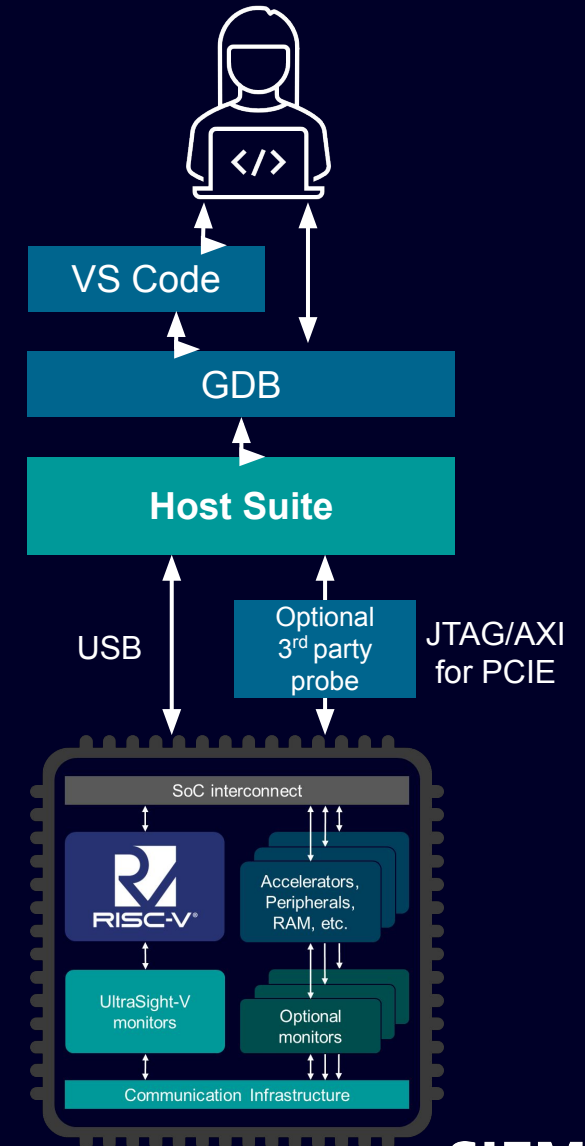 </>
VS Code
GDB
Host Suite
USB
Optional
3rd party
probe
JTAG/AXI
for PCIE
SoC interconnect
RISC-V®
Accelerators,
Peripherals,
RAM, etc.
UltraSight-V
monitors
Optional
monitors
Communication Infrastructure